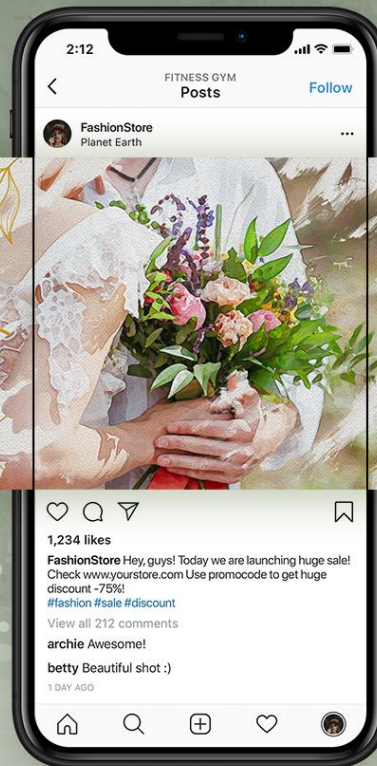 2:12
FITNESS GYM
Posts
Follow
FashionStore
Planet Earth
1,234 likes
FashionStore Hey, guys! Today we are launching huge sale!
Check www.yourstore.com Use promocode to get huge
discount -75%!
#fashion #sale #discount
View all 212 comments
archie Awesome!
betty Beautiful shot :)
1 DAY AGO